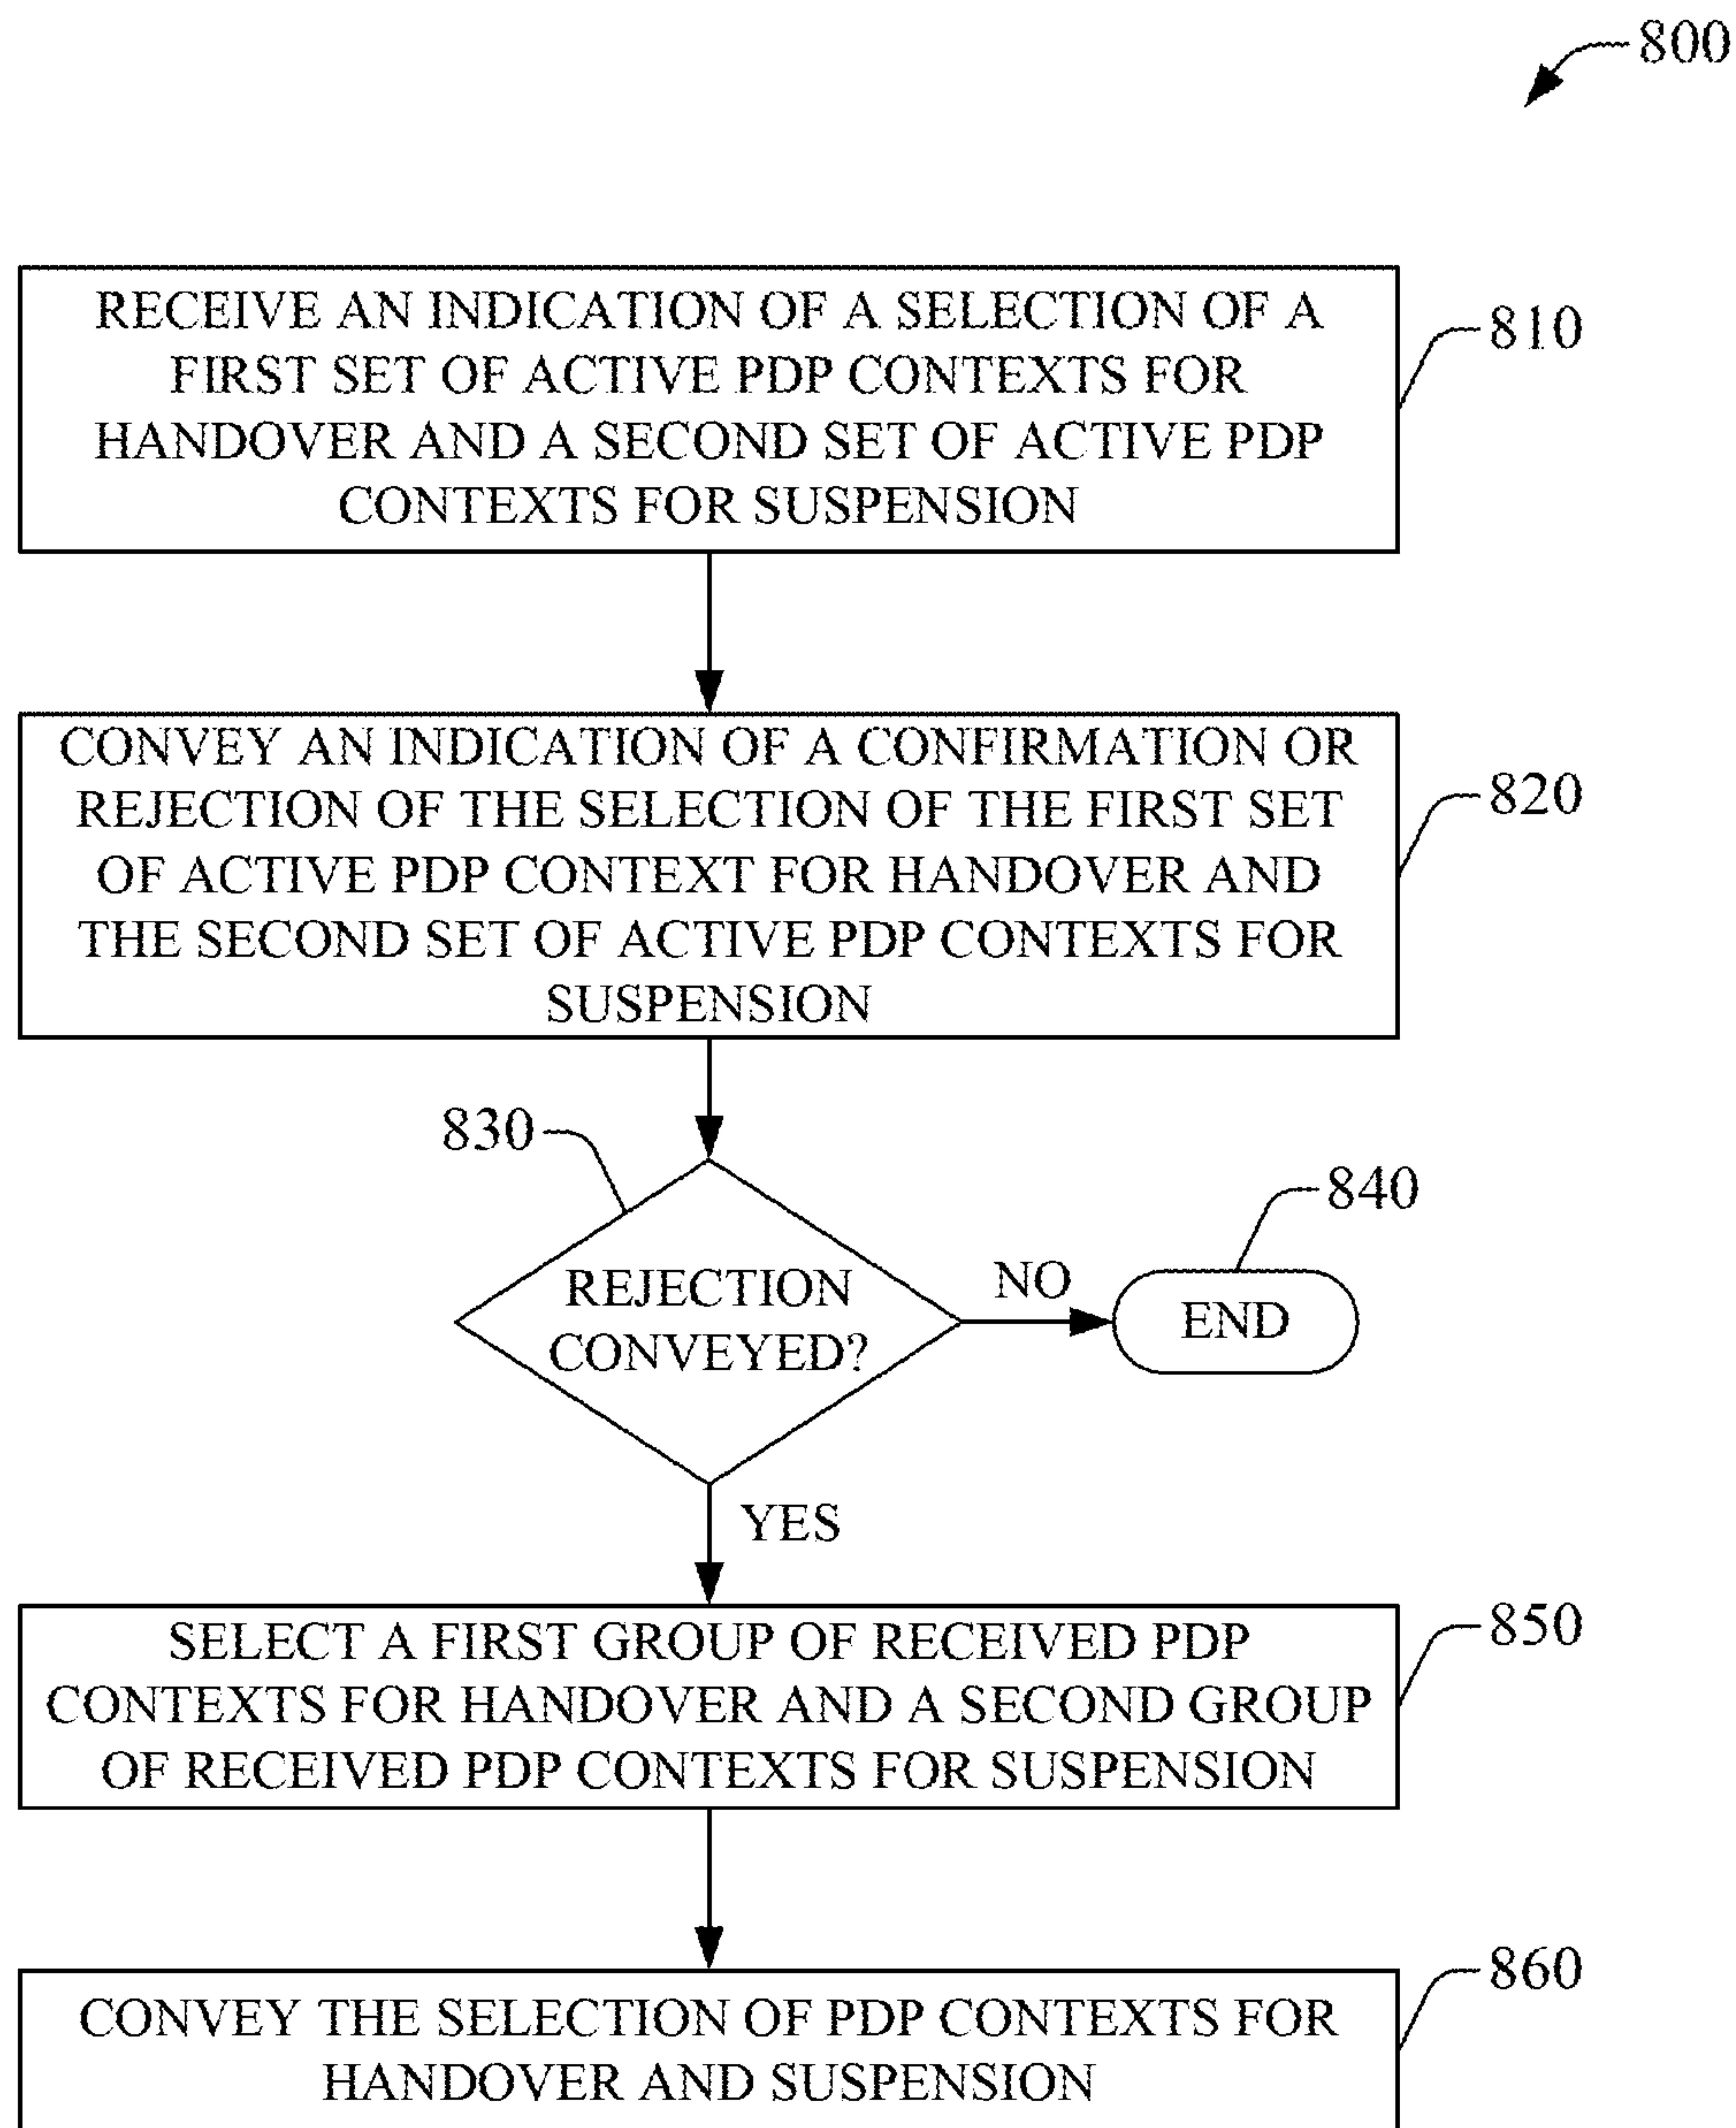 800
RECEIVE AN INDICATION OF A SELECTION OF A
FIRST SET OF ACTIVE PDP CONTEXTS FOR
HANDOVER AND A SECOND SET OF ACTIVE PDP
CONTEXTS FOR SUSPENSION
810
CONVEY AN INDICATION OF A CONFIRMATION OR
REJECTION OF THE SELECTION OF THE FIRST SET
OF ACTIVE PDP CONTEXT FOR HANDOVER AND
THE SECOND SET OF ACTIVE PDP CONTEXTS FOR
SUSPENSION
820
830
REJECTION
CONVEYED?
NO
840
END
YES
SELECT A FIRST GROUP OF RECEIVED PDP
CONTEXTS FOR HANDOVER AND A SECOND GROUP
OF RECEIVED PDP CONTEXTS FOR SUSPENSION
850
CONVEY THE SELECTION OF PDP CONTEXTS FOR
HANDOVER AND SUSPENSION
860